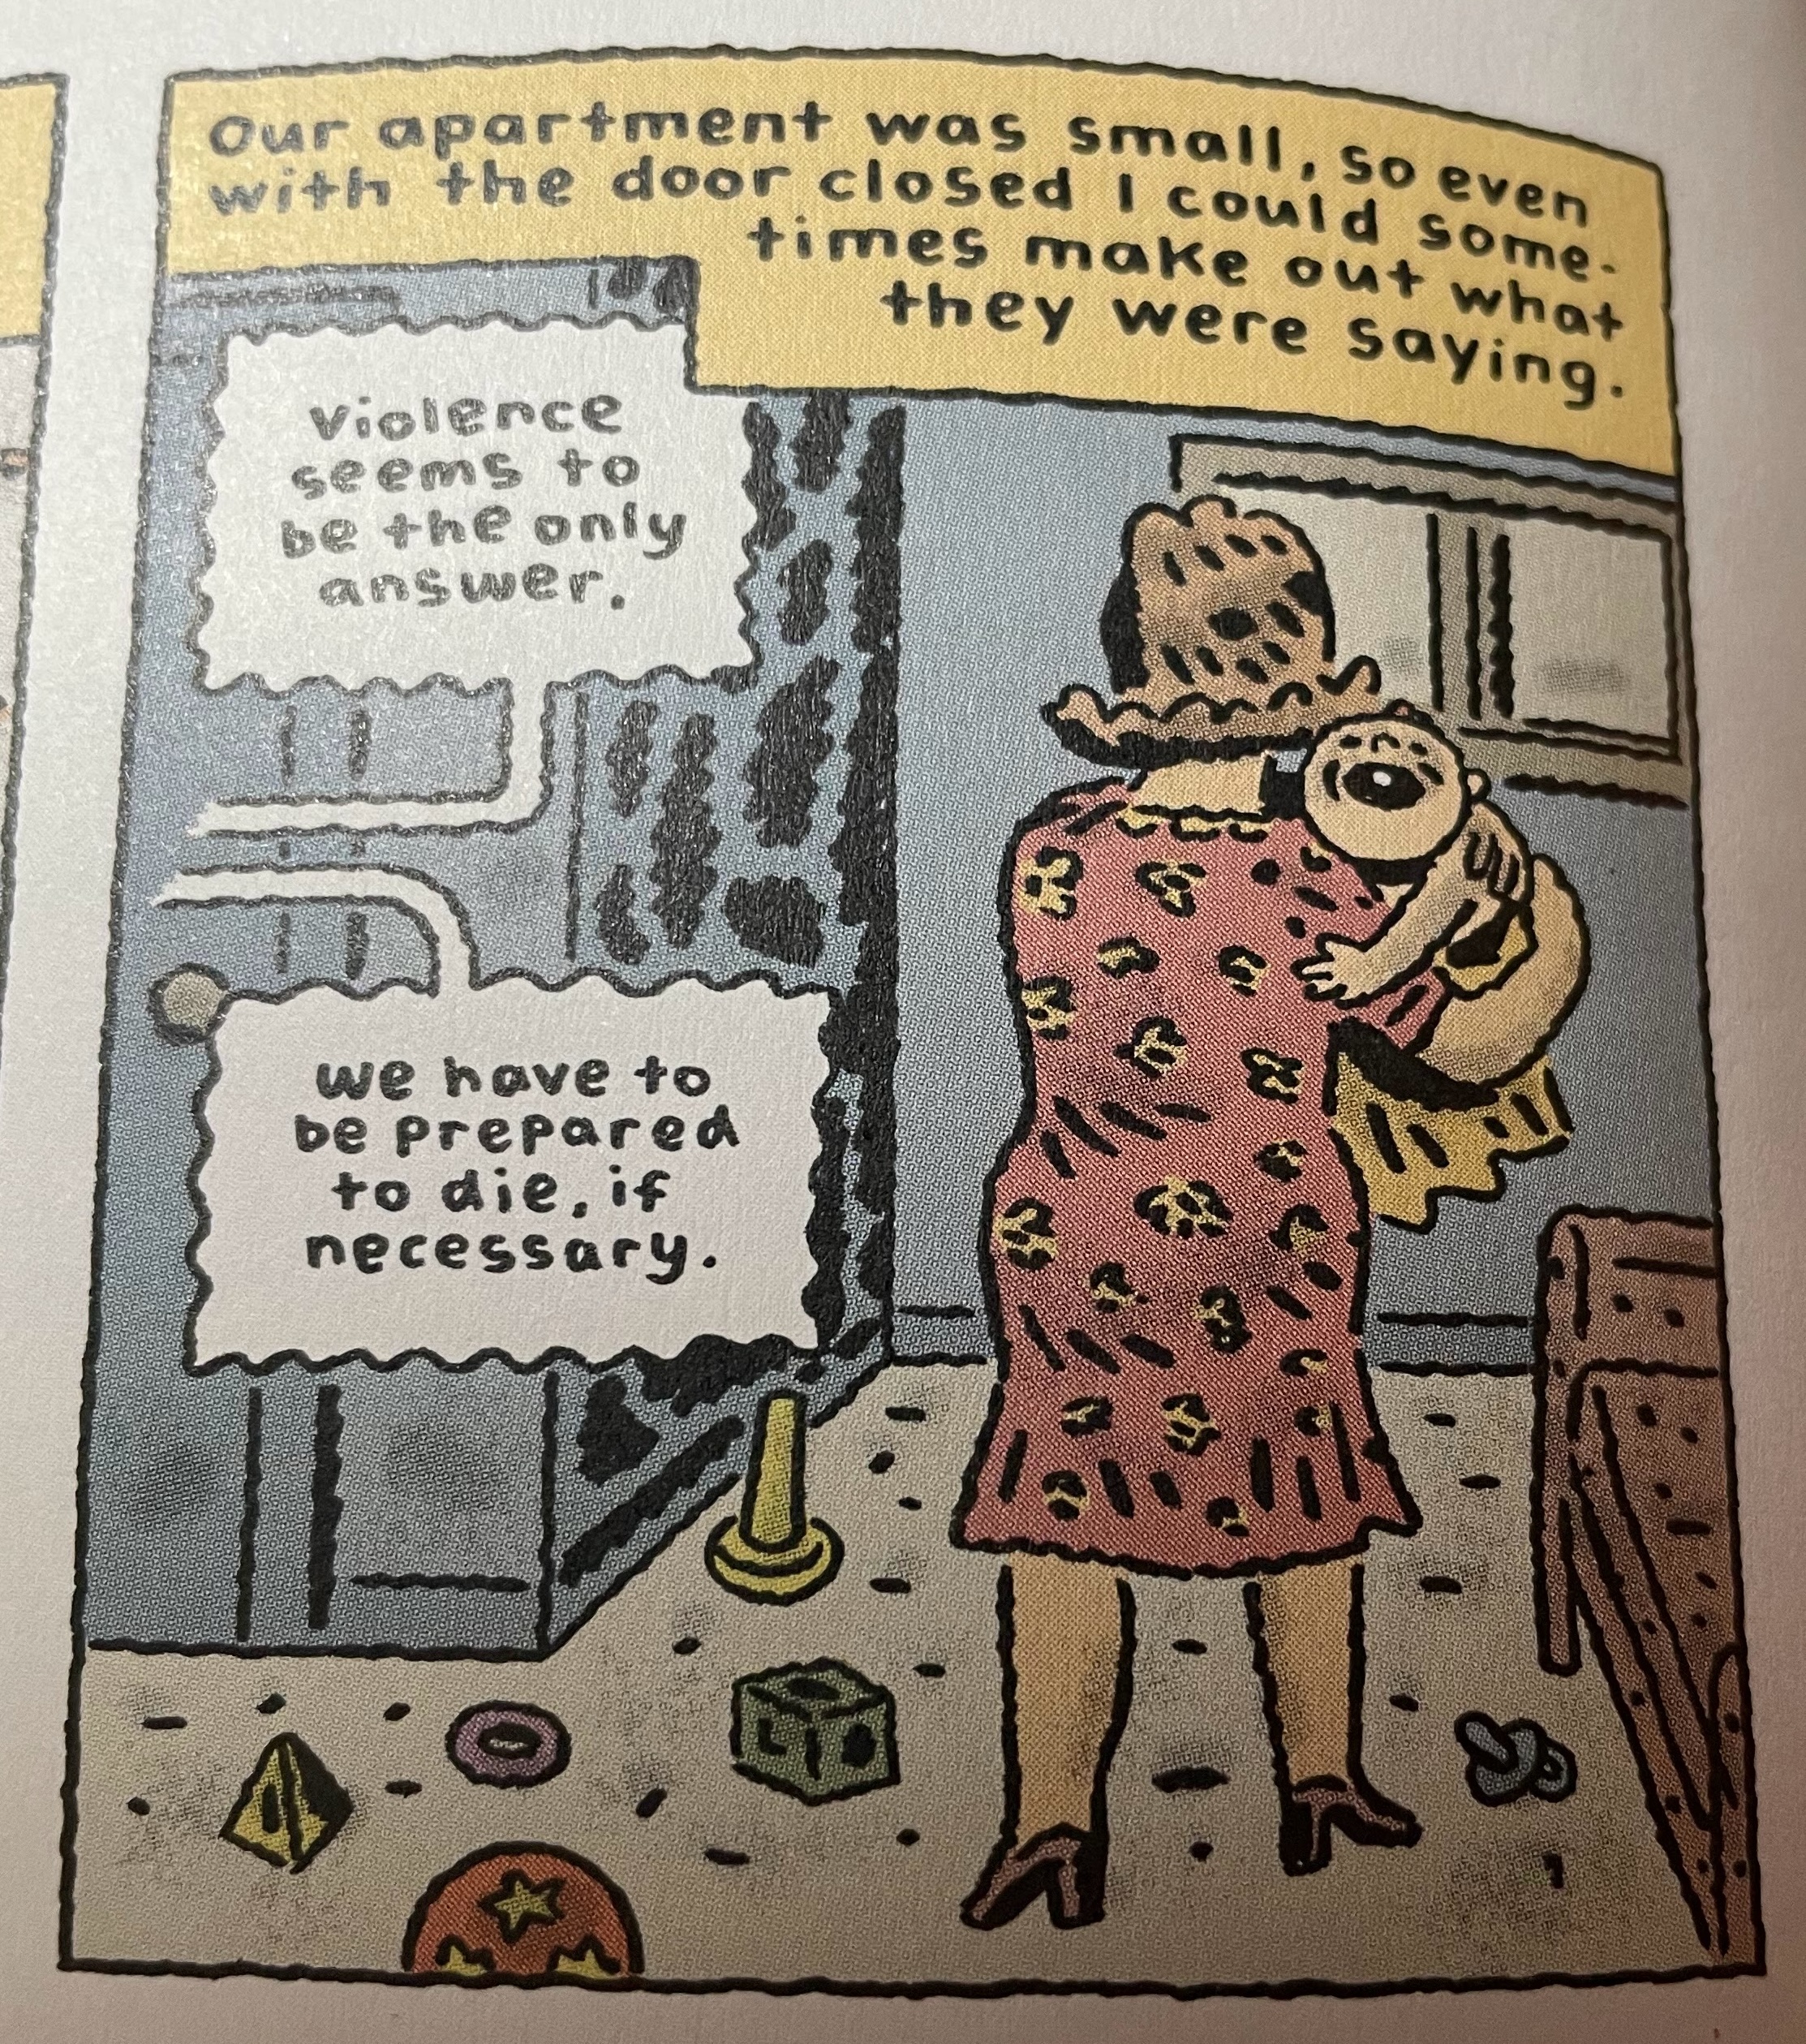 Our apartment was small, so even
with the door closed I could some-
times make out what
they were saying.
Violence
seems to
be the only
answer.
We have to
be prepared
to die, if
necessary.